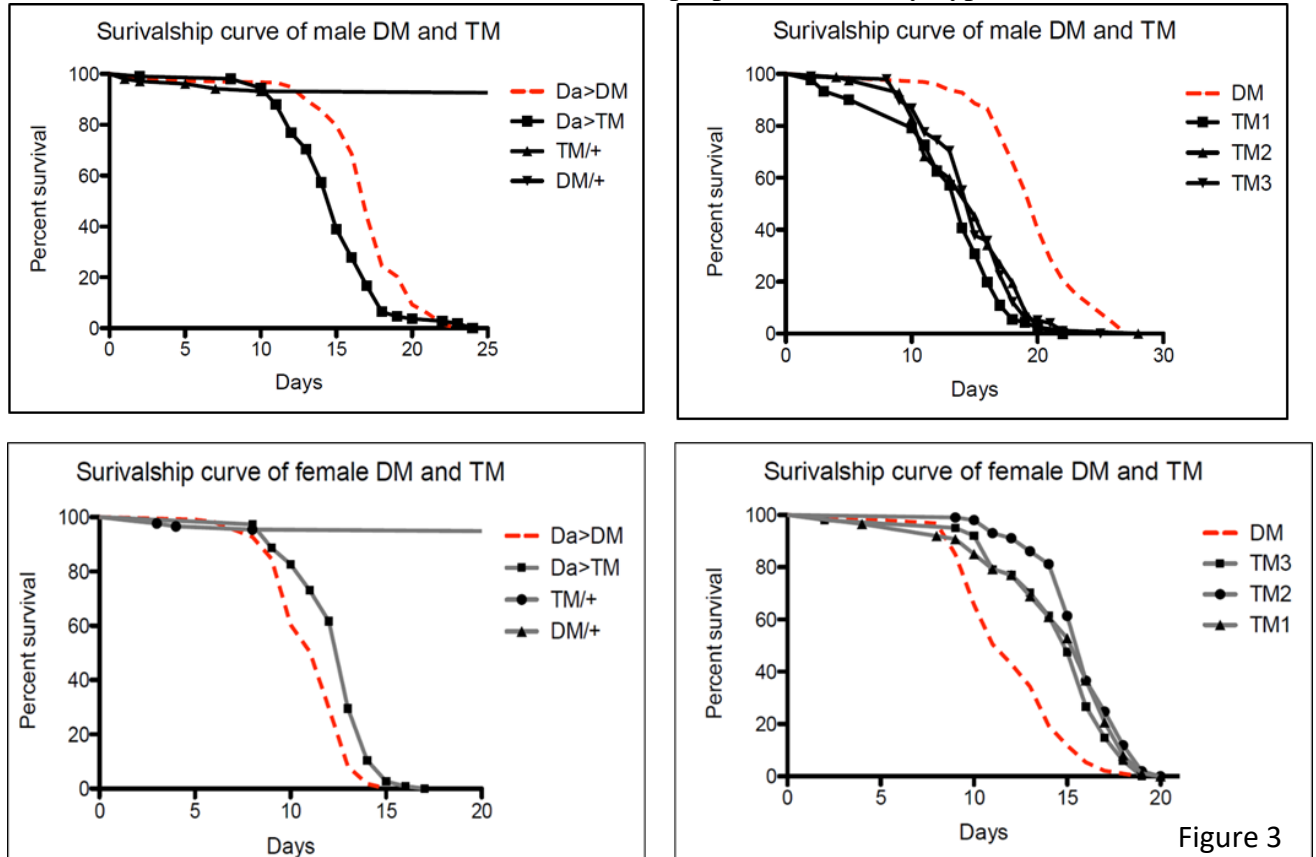 Surivalship curve of male DM and TM
Percent survival
100
80
60
40
20
0
0 5 10 15 20 25
Days
Da>DM
Da>TM
TM/+
DM/+
Surivalship curve of male DM and TM
Percent survival
100
80
60
40
20
0
0 10 20 30
Days
DM
TM1
TM2
TM3
Surivalship curve of female DM and TM
Percent survival
100
80
60
40
20
0
0 5 10 15 20
Days
Da>DM
Da>TM
TM/+
DM/+
Surivalship curve of female DM and TM
Percent survival
100
80
60
40
20
0
0 5 10 15 20
Days
DM
TM3
TM2
TM1
Figure 3